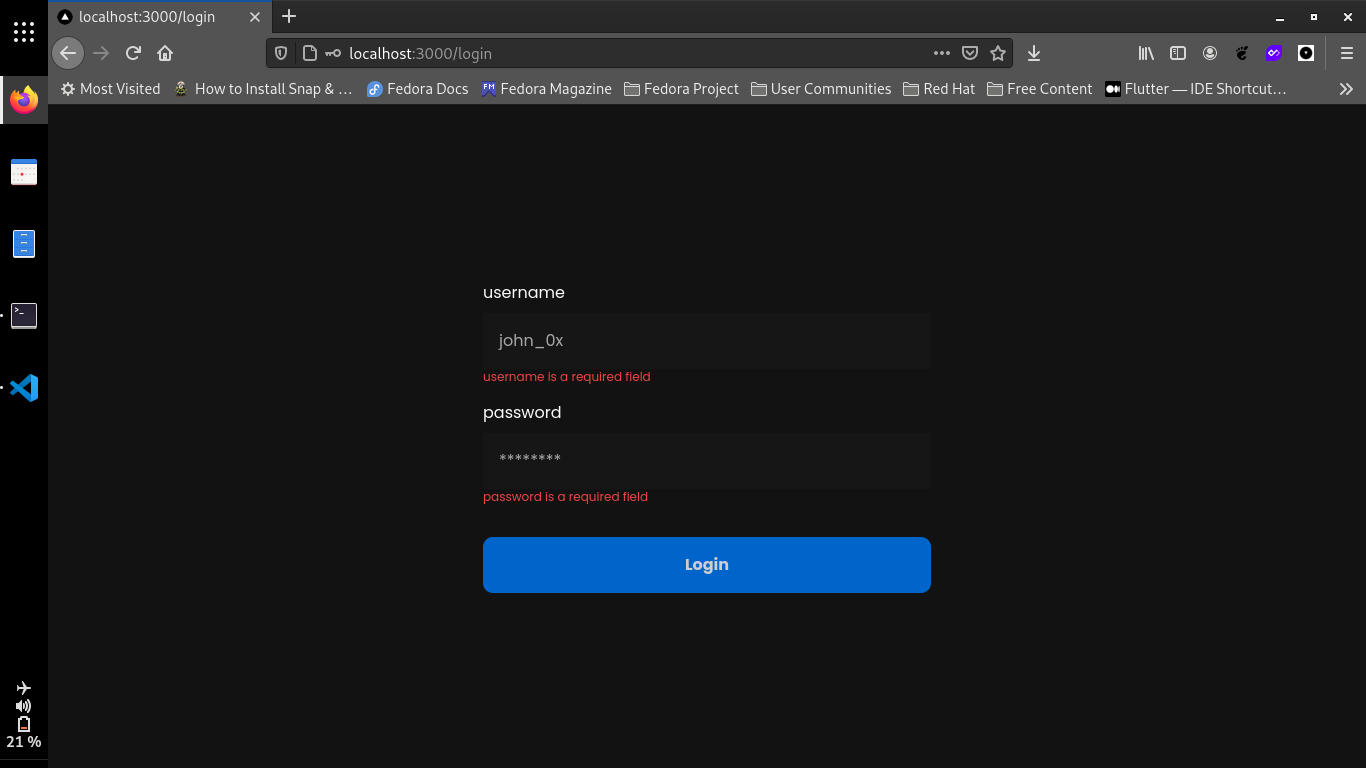 localhost:3000/login
localhost:3000/login
Most Visited How to Install Snap & ... Fedora Docs FM Fedora Magazine Fedora Project User Communities Red Hat Free Content Flutter — IDE Shortcut...
username
john_0x
username is a required field
password
********
password is a required field
Login
21 %